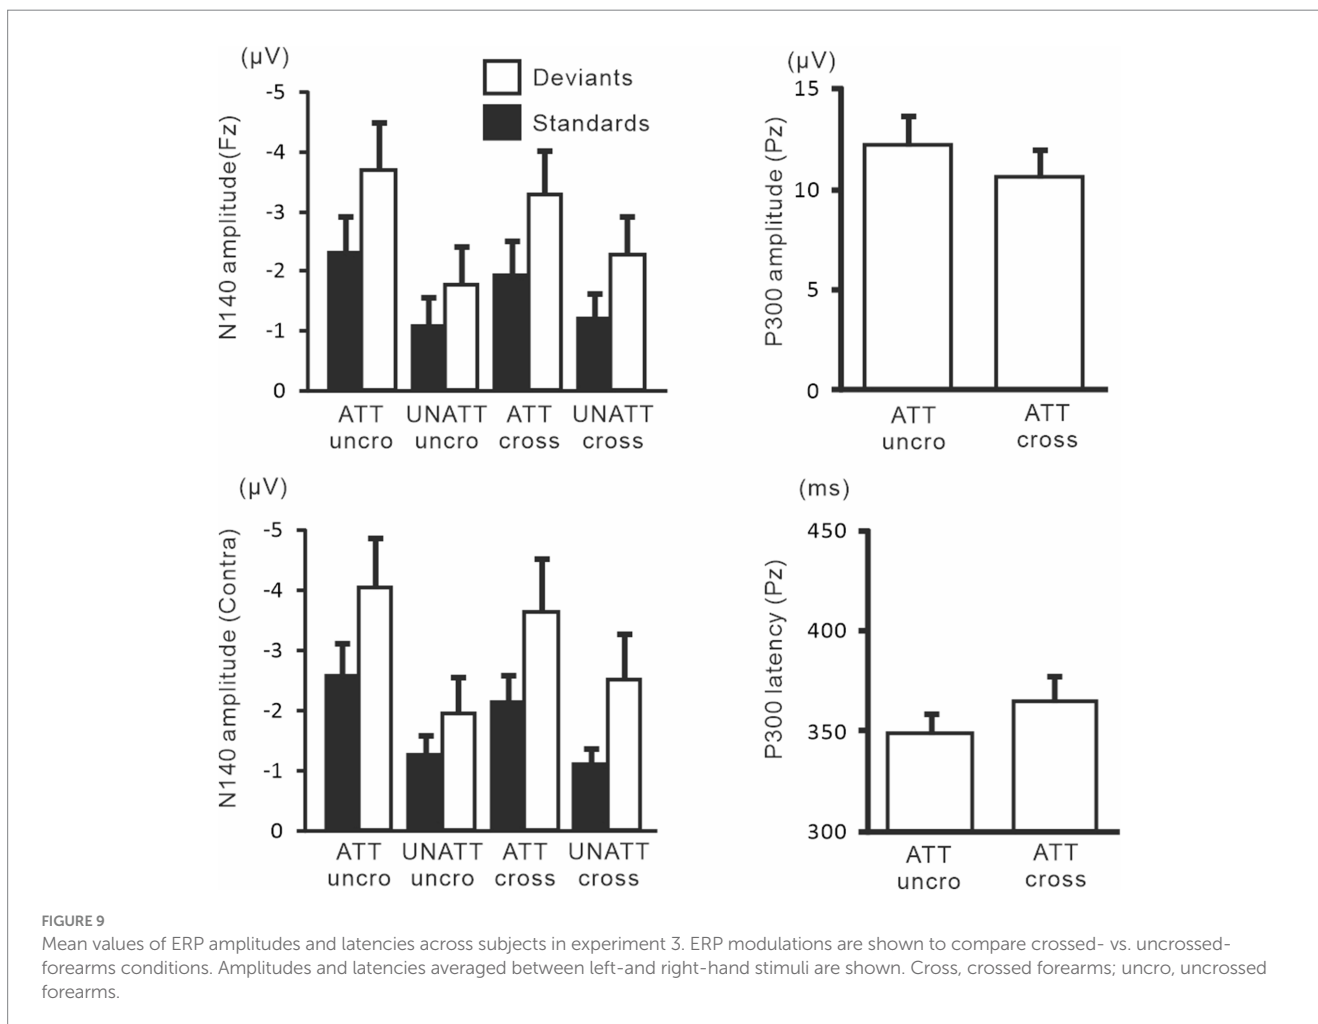 (µV)
Deviants
Standards
N140 amplitude(Fz)
-5
-4
-3
-2
-1
0
ATT UNATT ATT UNATT
uncro uncro cross cross
(µV)
P300 amplitude (Pz)
15
10
5
0
ATT ATT
uncro cross
(µV)
N140 amplitude (Contra)
-5
-4
-3
-2
-1
0
ATT UNATT ATT UNATT
uncro uncro cross cross
(ms)
P300 latency (Pz)
450
400
350
300
ATT ATT
uncro cross
FIGURE 9
Mean values of ERP amplitudes and latencies across subjects in experiment 3. ERP modulations are shown to compare crossed- vs. uncrossed-
forearms conditions. Amplitudes and latencies averaged between left-and right-hand stimuli are shown. Cross, crossed forearms; uncro, uncrossed
forearms.